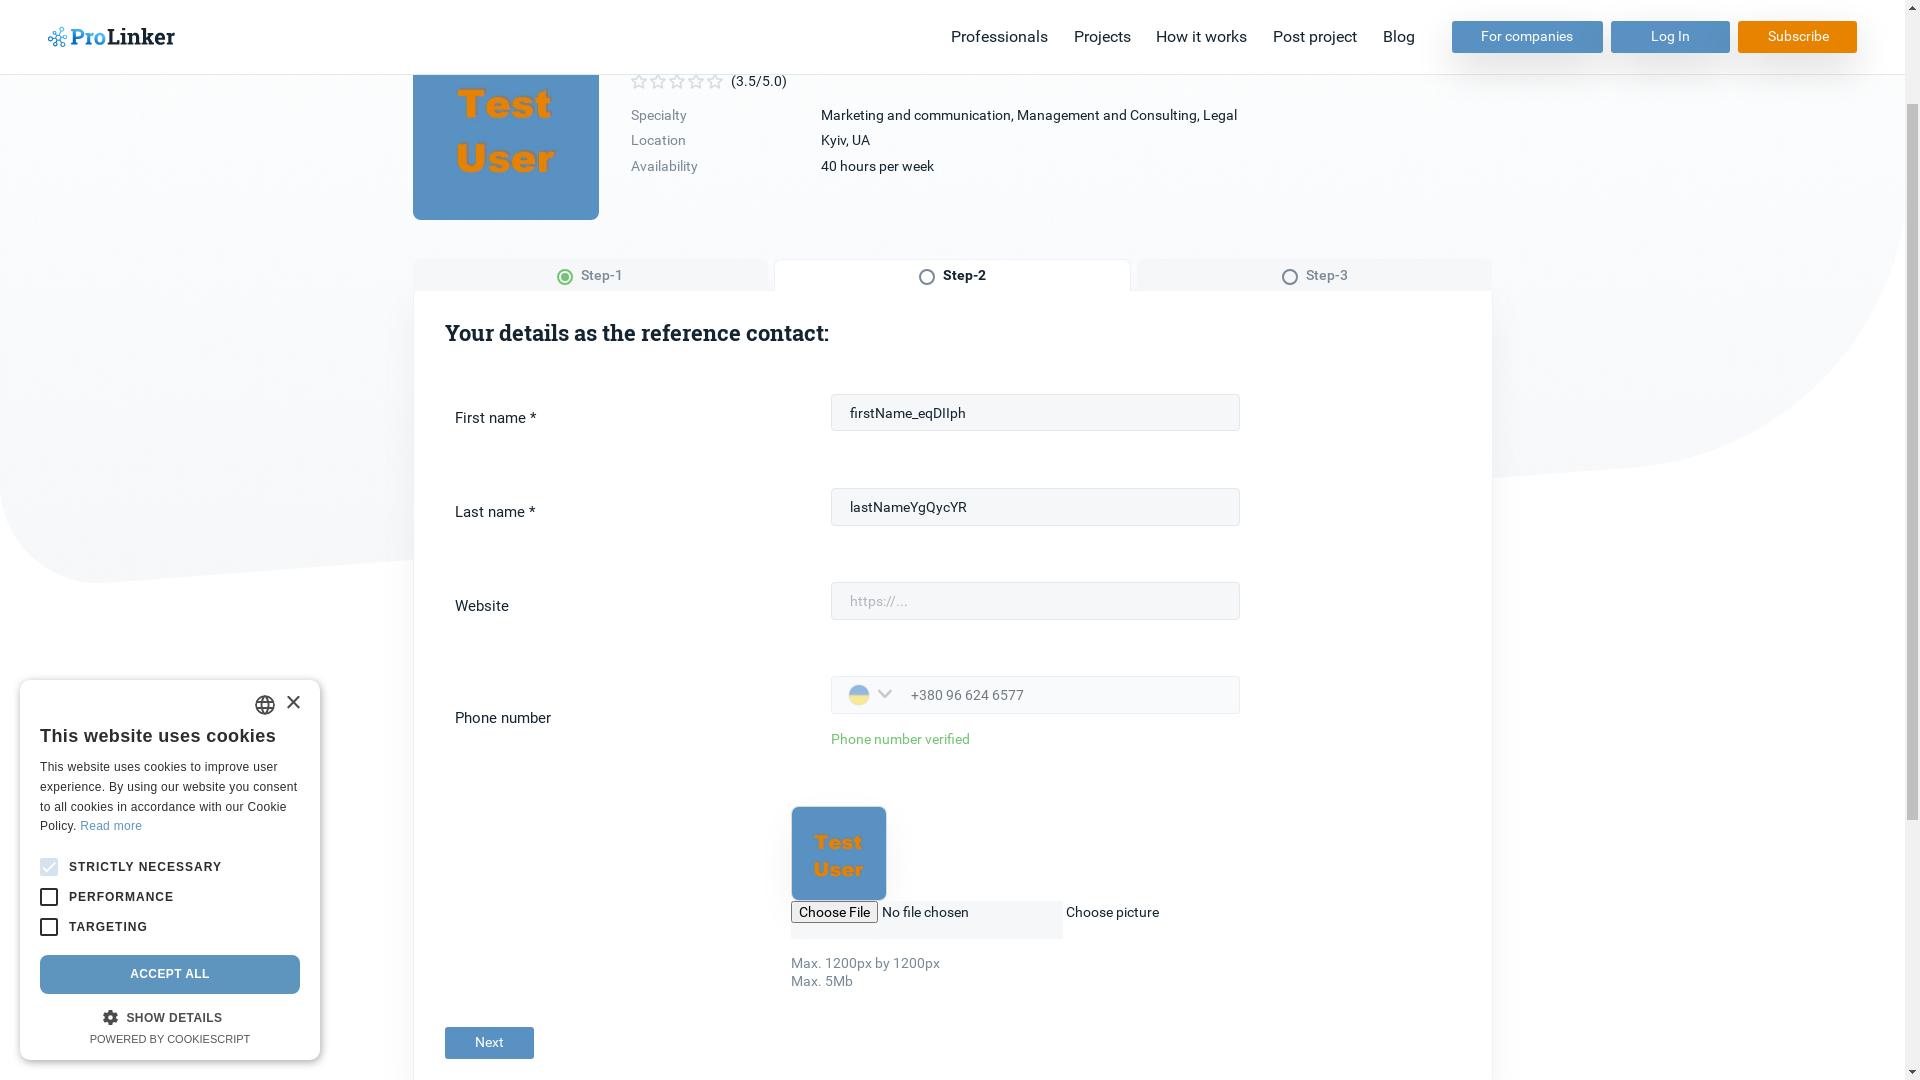 ProLinker
Professionals
Projects
How it works
Post project
Blog
For companies
Log In
Subscribe
Test
User
(3.5/5.0)
Specialty
Marketing and communication, Management and Consulting, Legal
Location
Kyiv, UA
Availability
40 hours per week
Step-1
Step-2
Step-3
Your details as the reference contact:
First name *
firstName_eqDIIph
Last name *
lastNameYgQycYR
Website
https://...
Phone number
+380 96 624 6577
Phone number verified
Test
User
Choose File No file chosen
Choose picture
Max. 1200px by 1200px
Max. 5Mb
Next
×
This website uses cookies
This website uses cookies to improve user
experience. By using our website you consent
to all cookies in accordance with our Cookie
Policy. Read more
STRICTLY NECESSARY
PERFORMANCE
TARGETING
ACCEPT ALL
SHOW DETAILS
POWERED BY COOKIESCRIPT